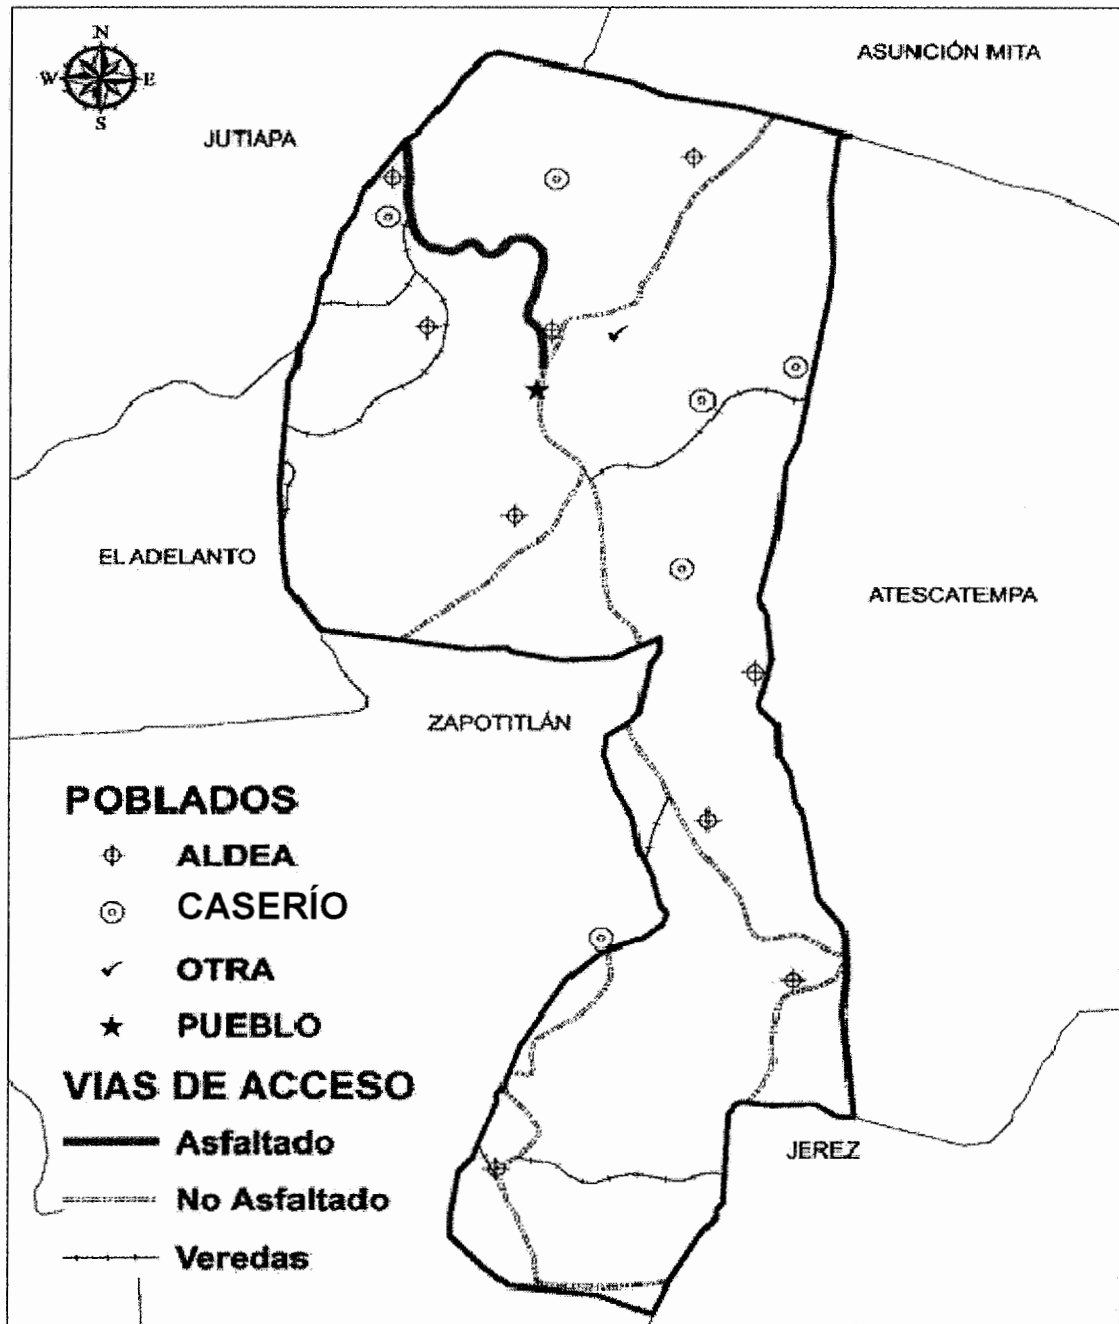 N
W E
S
ASUNCIÓN MITA
JUTIAPA
EL ADELANTO
ATESCATEMPA
ZAPOTITLÁN
POBLADOS
ALDEA
CASERÍO
OTRA
PUEBLO
VIAS DE ACCESO
Asfaltado
No Asfaltado
Veredas
JEREZ